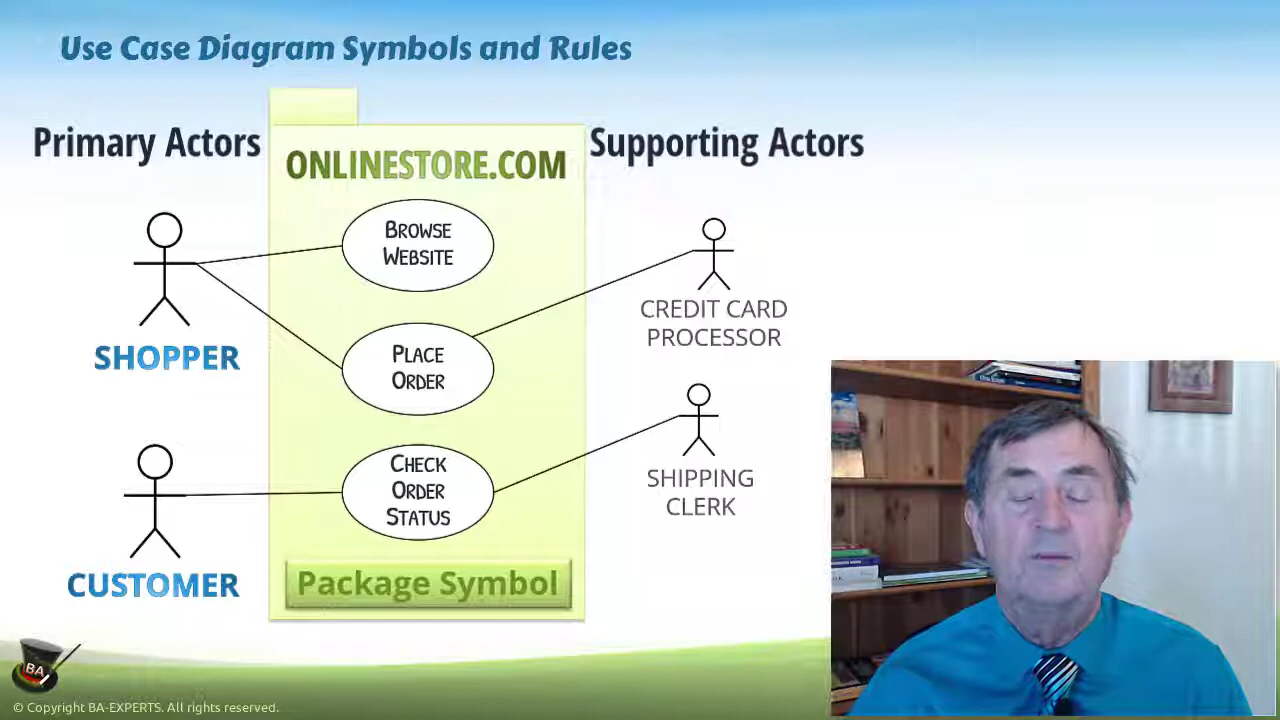 Use Case Diagram Symbols and Rules
Primary Actors
ONLINESTORE.COM
Supporting Actors
BROWSE
WEBSITE
PLACE
ORDER
CHECK
ORDER
STATUS
SHOPPER
CUSTOMER
CREDIT CARD
PROCESSOR
SHIPPING
CLERK
Package Symbol
BA
© Copyright BA-EXPERTS. All rights reserved.